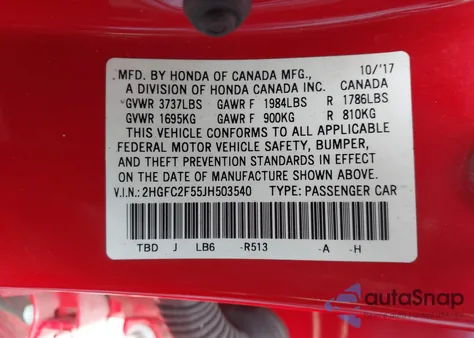 MFD. BY HONDA OF CANADA MFG., 10/'17
A DIVISION OF HONDA CANADA INC. CANADA
GVWR 3737LBS GAWR F 1984LBS R 1786LBS
GVWR 1695KG GAWR F 900KG R 810KG
THIS VEHICLE CONFORMS TO ALL APPLICABLE
FEDERAL MOTOR VEHICLE SAFETY, BUMPER,
AND THEFT PREVENTION STANDARDS IN EFFECT
ON THE DATE OF MANUFACTURE SHOWN ABOVE.
V.I.N.: 2HGFC2F55JH503540 TYPE: PASSENGER CAR
TBD J LB6 -R513 -A -H
autoSnap